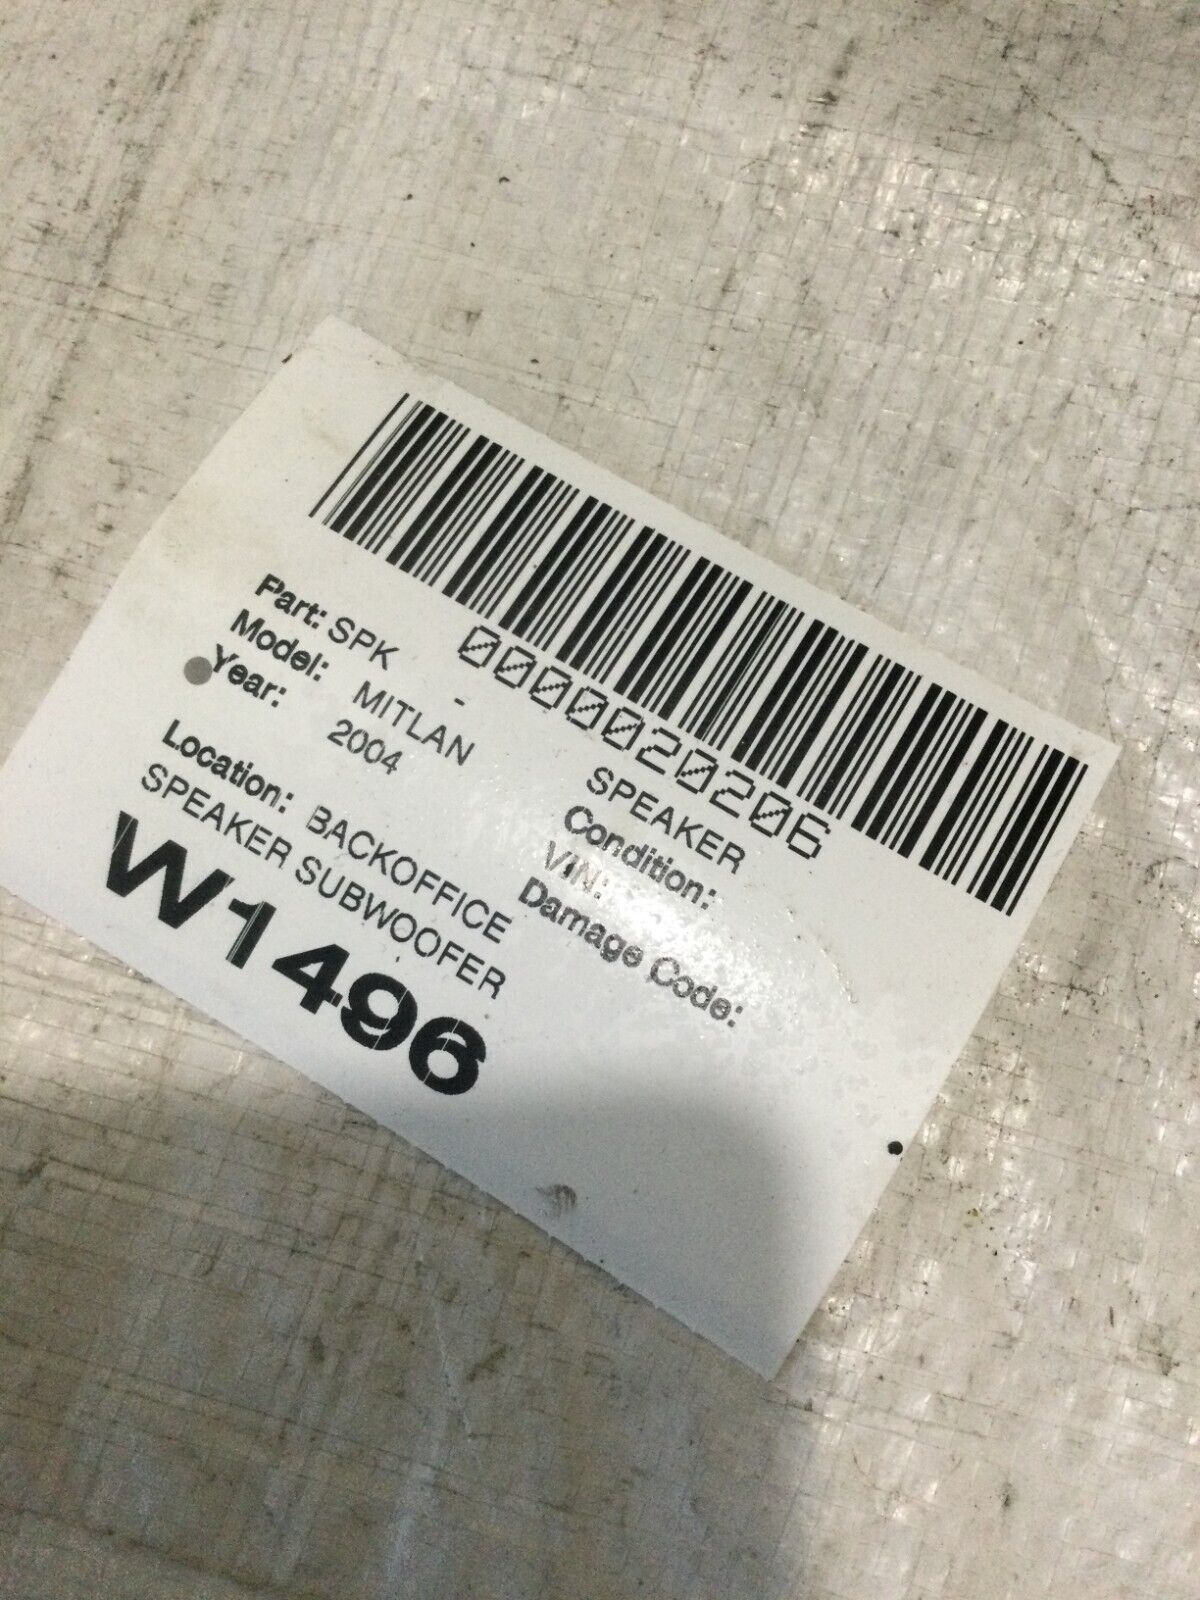 0000020206
Part: SPK - SPEAKER
Model: MITLAN Condition:
Year: 2004 VIN:
Damage Code:
Location: BACKOFFICE
SPEAKER SUBWOOFER
W1496